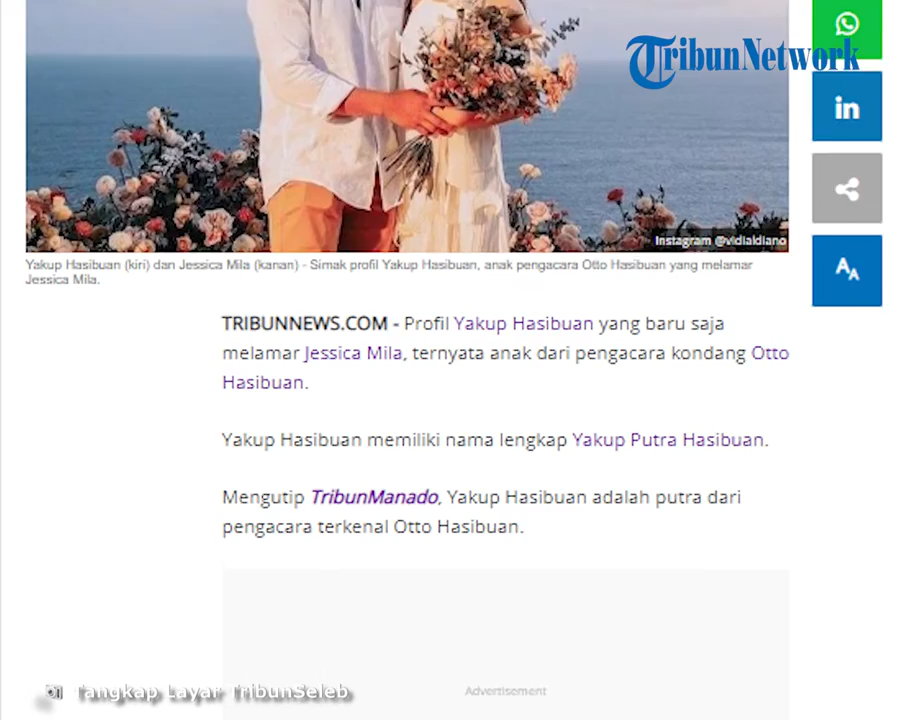 TribunNetwork
Instagram @vidialdiano
Yakup Hasibuan (kiri) dan Jessica Mila (kanan) - Simak profil Yakup Hasibuan, anak pengacara Otto Hasibuan yang melamar
Jessica Mila.
TRIBUNNEWS.COM - Profil Yakup Hasibuan yang baru saja
melamar Jessica Mila, ternyata anak dari pengacara kondang Otto
Hasibuan.
Yakup Hasibuan memiliki nama lengkap Yakup Putra Hasibuan.
Mengutip TribunManado, Yakup Hasibuan adalah putra dari
pengacara terkenal Otto Hasibuan.
Tangkap Layar TribunSeleb
Advertisement